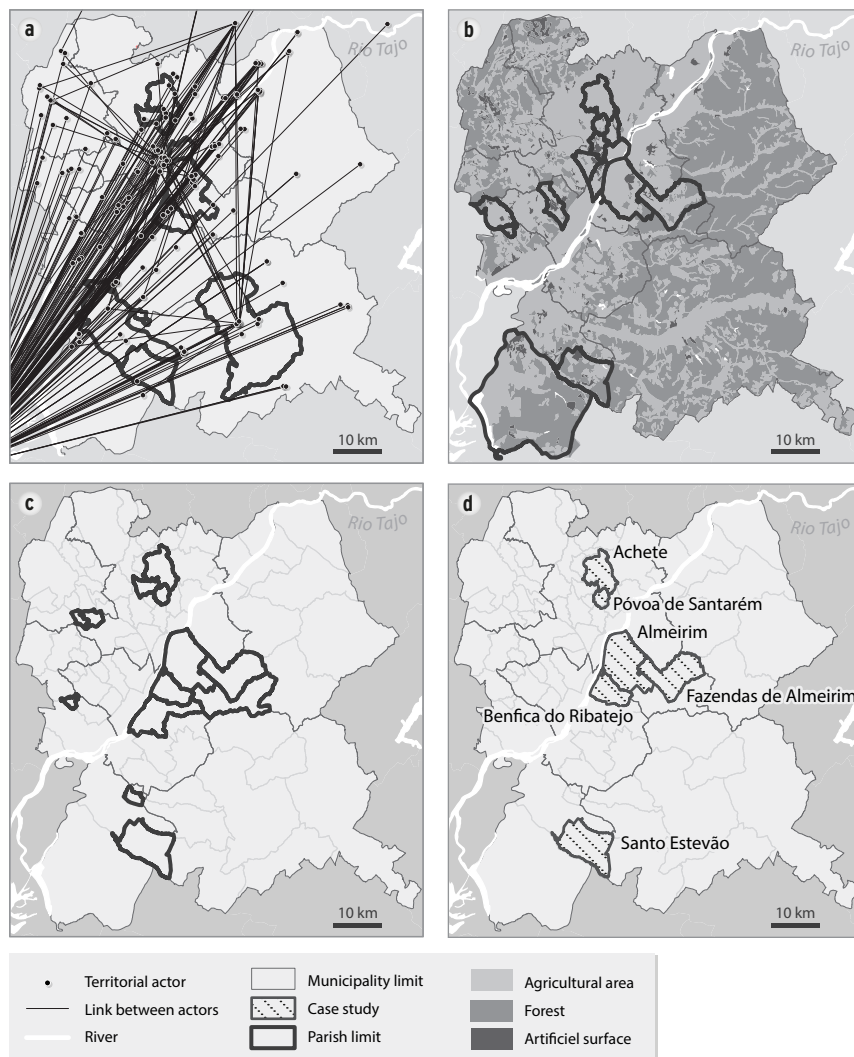 a
Rio Tajo
10 km
b
10 km
c
Rio Tajo
10 km
d
Rio Tajo
Achete
Póvoa de Santarém
Almeirim
Fazendas de Almeirim
Benfica do Ribatejo
Santo Estevão
10 km
Territorial actor
Link between actors
River
Municipality limit
Case study
Parish limit
Agricultural area
Forest
Artificiel surface